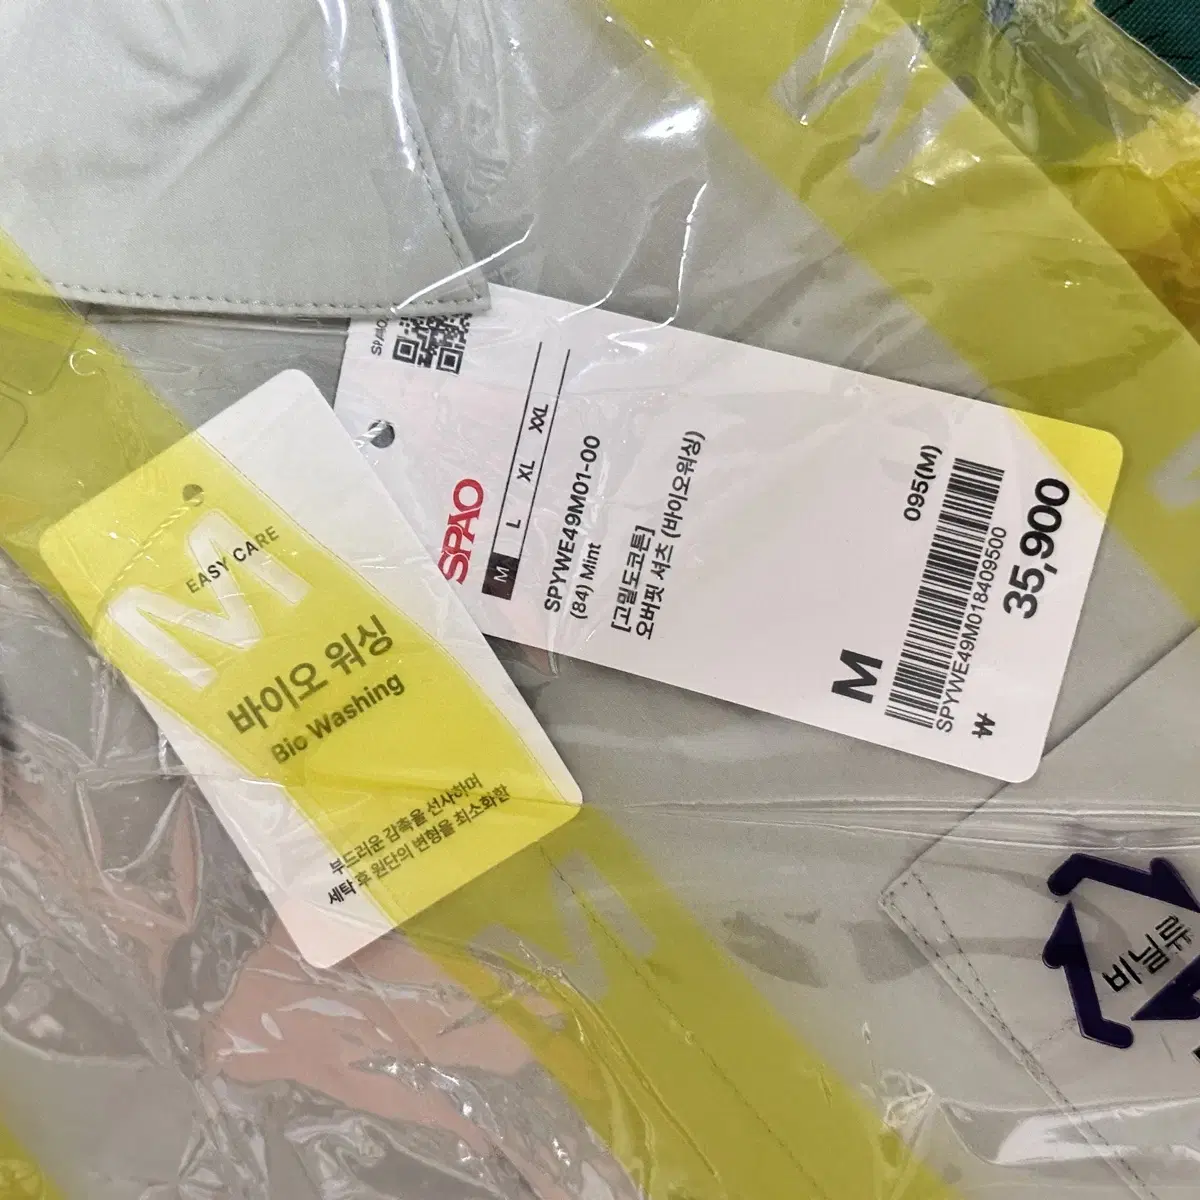 SPAO
SPAO
M L XL XXL
SPYWE49M01-00
(84) Mint
[고밀도코튼]
오버핏 셔츠 (바이오워싱)
M
095(M)
SPYWE49M018409500
₩ 35,900
EASY CARE
바이오 워싱
Bio Washing
부드러운 감촉을 선사하며
세탁 후 원단의 변형을 최소화한
M
M
M
비닐류